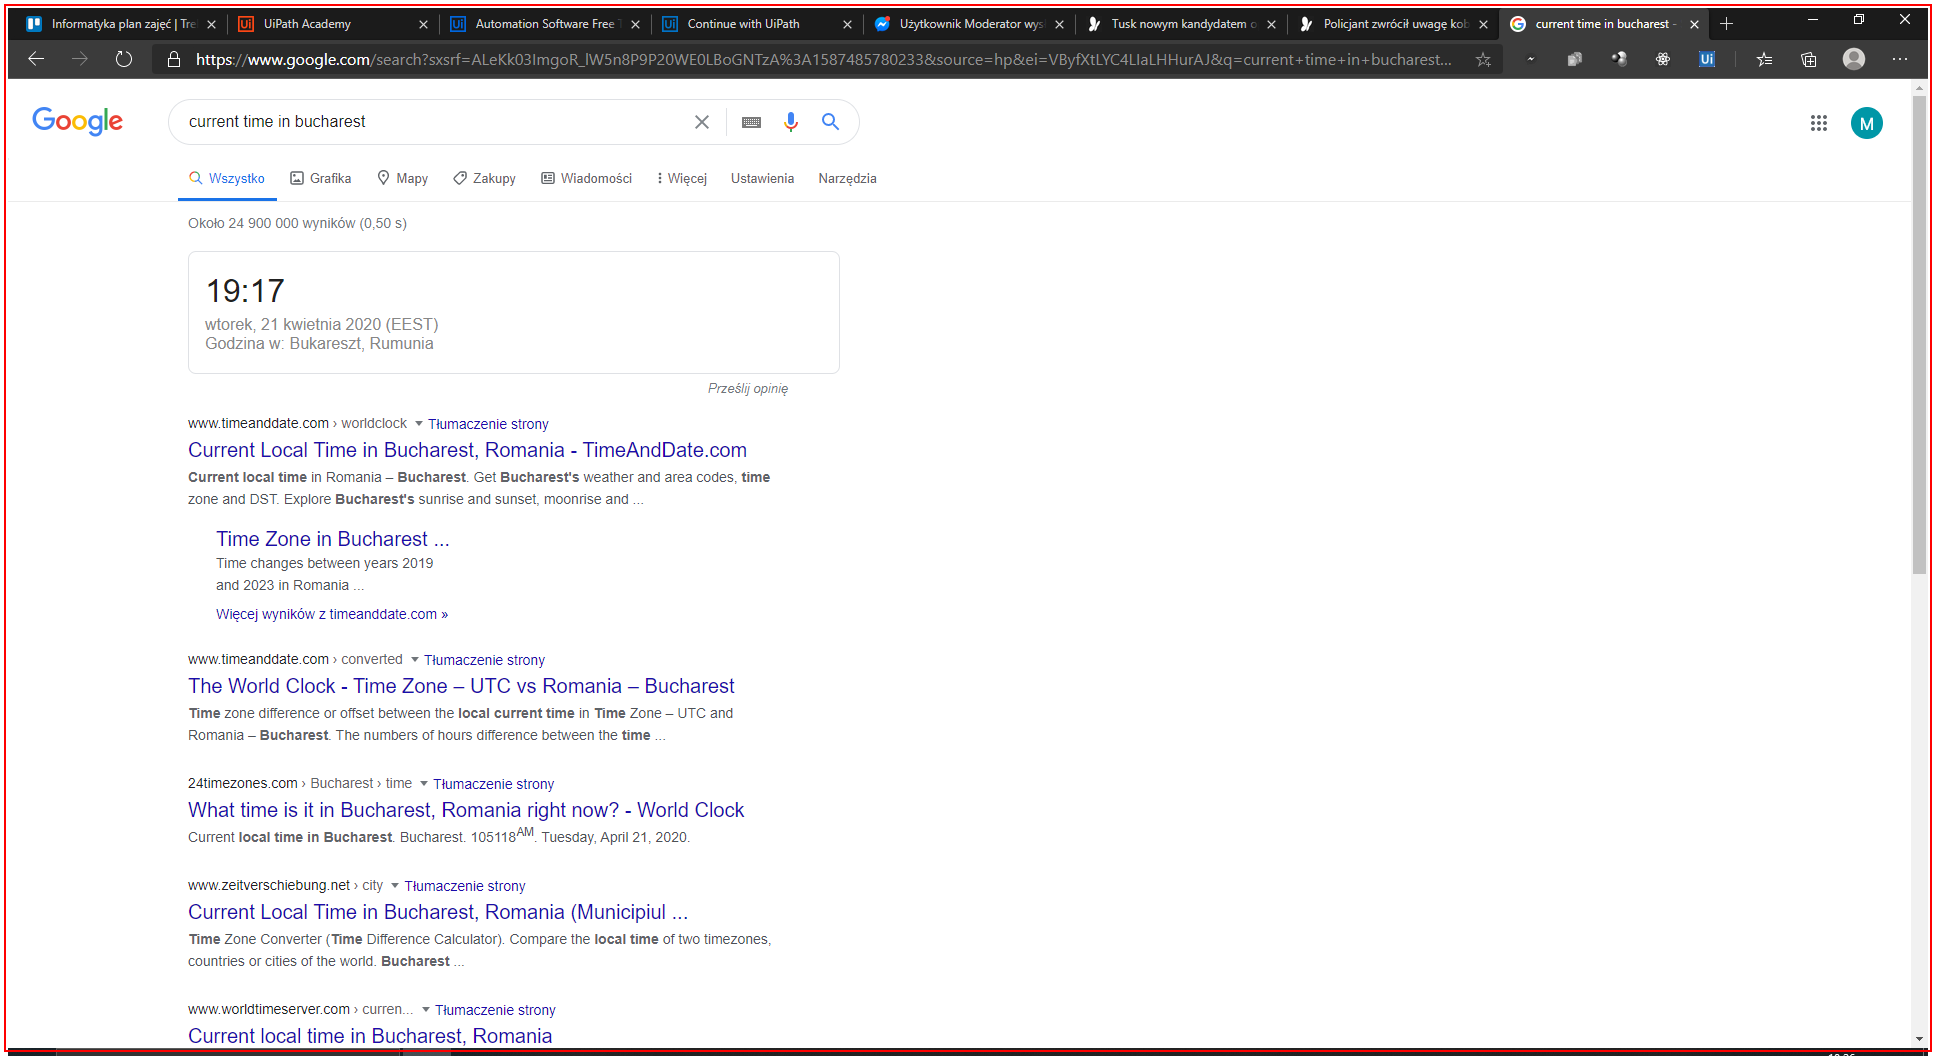 Informatyka plan zajęć | Tre
UiPath Academy
Automation Software Free T
Continue with UiPath
Użytkownik Moderator wysł
Tusk nowym kandydatem o
Policjant zwrócił uwagę kob
current time in bucharest -
https://www.google.com/search?sxsrf=ALeKk03ImgoR_lW5n8P9P20WE0LBoGNTzA%3A1587485780233&source=hp&ei=VByfXtLYC4LIaLHHurAJ&q=current+time+in+bucharest...
Ui
Google
current time in bucharest
M
Wszystko
Grafika
Mapy
Zakupy
Wiadomości
Więcej
Ustawienia
Narzędzia
Około 24 900 000 wyników (0,50 s)
19:17
wtorek, 21 kwietnia 2020 (EEST)
Godzina w: Bukareszt, Rumunia
Prześlij opinię
www.timeanddate.com › worldclock Tłumaczenie strony
Current Local Time in Bucharest, Romania - TimeAndDate.com
Current local time in Romania – Bucharest. Get Bucharest's weather and area codes, time
zone and DST. Explore Bucharest's sunrise and sunset, moonrise and ...
Time Zone in Bucharest ...
Time changes between years 2019
and 2023 in Romania ...
Więcej wyników z timeanddate.com »
www.timeanddate.com › converted Tłumaczenie strony
The World Clock - Time Zone – UTC vs Romania – Bucharest
Time zone difference or offset between the local current time in Time Zone – UTC and
Romania – Bucharest. The numbers of hours difference between the time ...
24timezones.com › Bucharest › time Tłumaczenie strony
What time is it in Bucharest, Romania right now? - World Clock
Current local time in Bucharest. Bucharest. 105118AM. Tuesday, April 21, 2020.
www.zeitverschiebung.net › city Tłumaczenie strony
Current Local Time in Bucharest, Romania (Municipiul ...
Time Zone Converter (Time Difference Calculator). Compare the local time of two timezones,
countries or cities of the world. Bucharest ...
www.worldtimeserver.com › curren... Tłumaczenie strony
Current local time in Bucharest, Romania